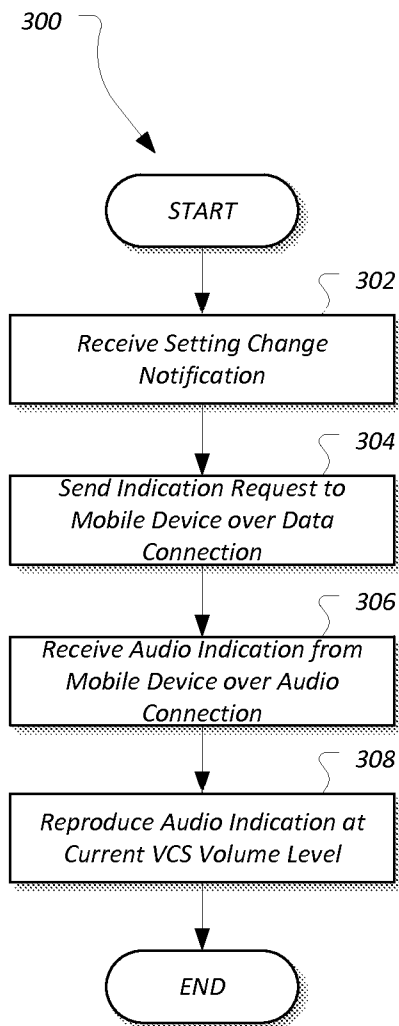 300
START
302
Receive Setting Change
Notification
304
Send Indication Request to
Mobile Device over Data
Connection
306
Receive Audio Indication from
Mobile Device over Audio
Connection
308
Reproduce Audio Indication at
Current VCS Volume Level
END